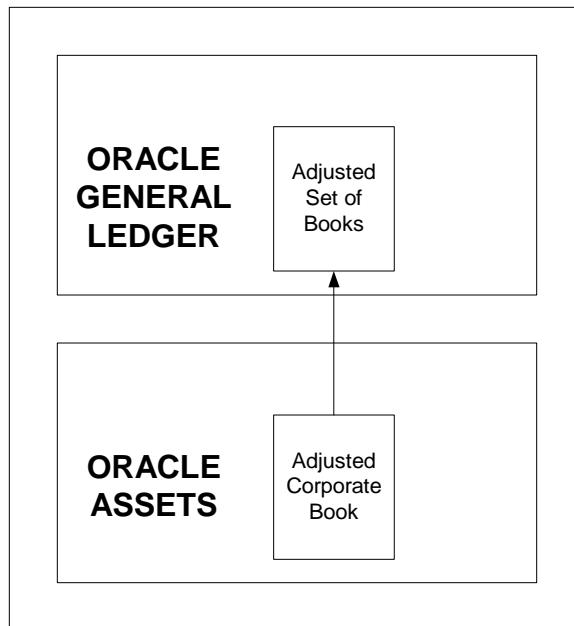 ORACLE
GENERAL
LEDGER
Adjusted
Set of
Books
ORACLE
ASSETS
Adjusted
Corporate
Book